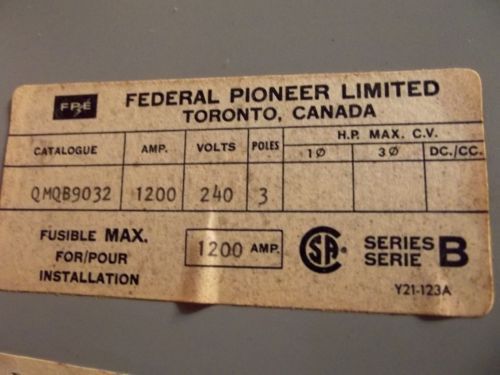 FPE
FEDERAL PIONEER LIMITED
TORONTO, CANADA
CATALOGUE AMP. VOLTS POLES H.P. MAX. C.V.
1Ø 3Ø DC./CC.
QMQB9032 1200 240 3
FUSIBLE MAX.
FOR/POUR
INSTALLATION
1200 AMP.
CSA
SERIES
SERIE B
Y21-123A